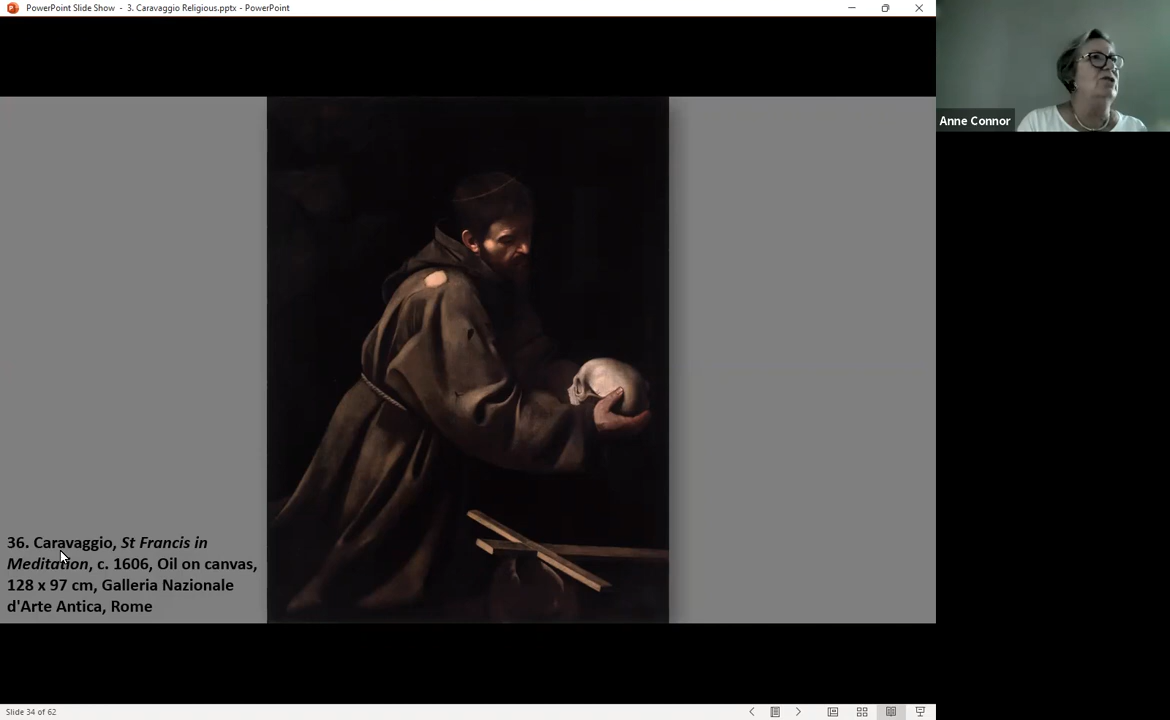 PowerPoint Slide Show - 3. Caravaggio Religious.pptx - PowerPoint
Anne Connor
36. Caravaggio, St Francis in
Meditation, c. 1606, Oil on canvas,
128 x 97 cm, Galleria Nazionale
d'Arte Antica, Rome
Slide 34 of 62